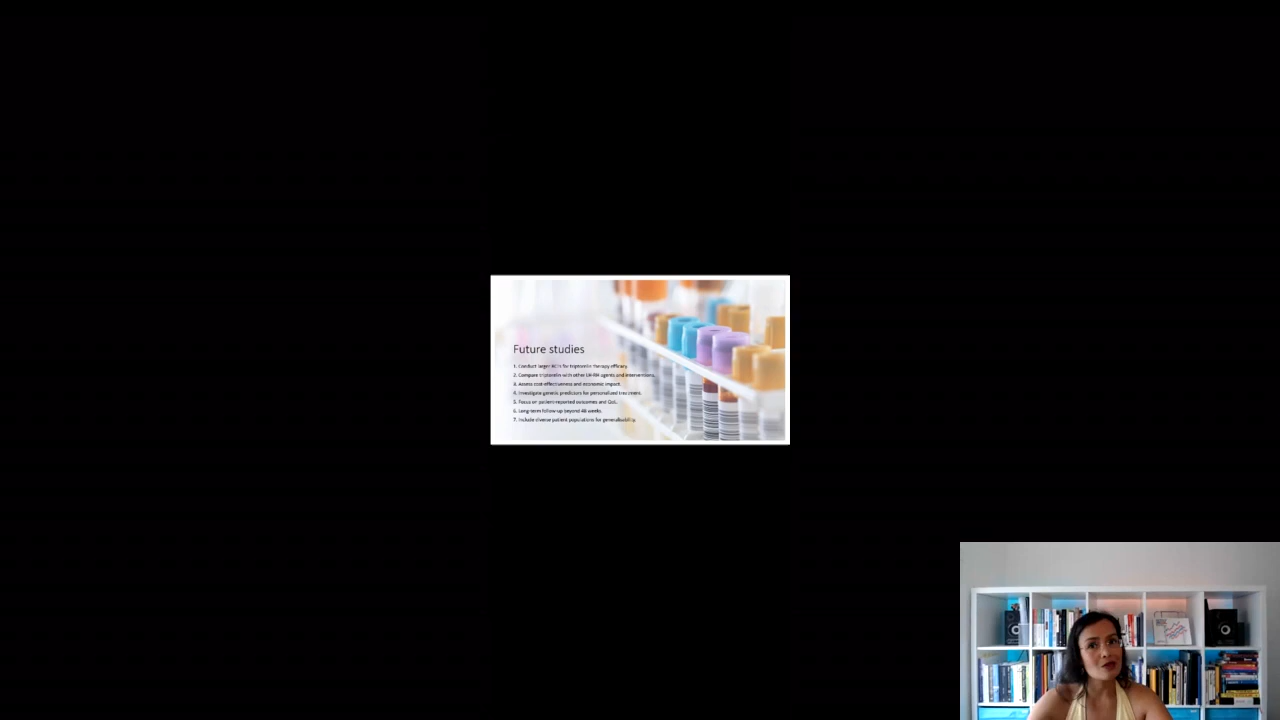 Future studies
1. Conduct larger RCTs for triptorelin therapy efficacy.
2. Compare triptorelin with other LH-RH agents and interventions.
3. Assess cost-effectiveness and economic impact.
4. Investigate genetic predictors for personalized treatment.
5. Focus on patient-reported outcomes and QoL.
6. Long-term follow-up beyond 48 weeks.
7. Include diverse patient populations for generalizability.